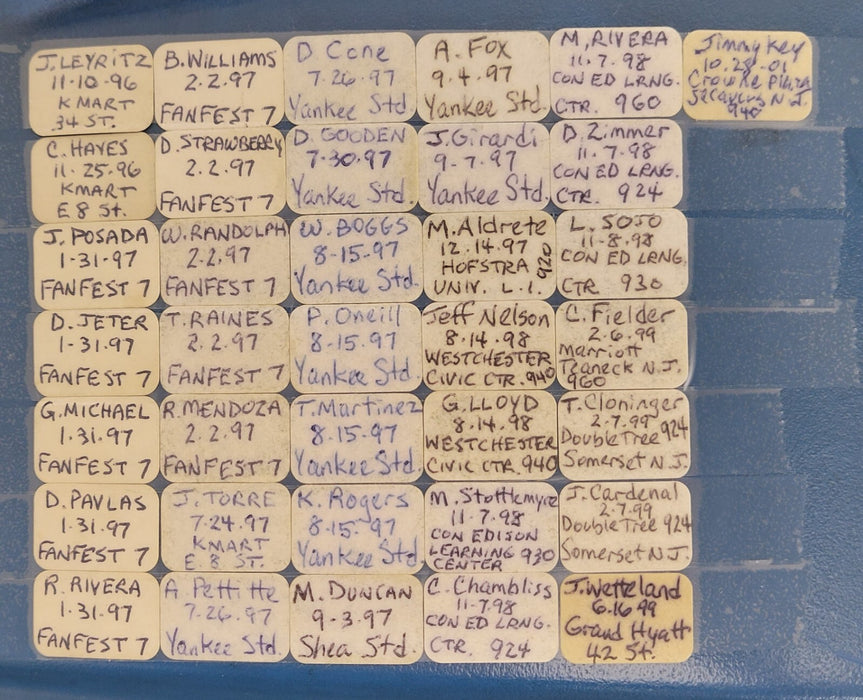 J. LEYRITZ
11-10-96
K MART
34 ST.
C. HAYES
11.25.96
KMART
E 8 St.
J. POSADA
1-31-97
FANFEST 7
D. JETER
1-31.97
FANFEST 7
G. MICHAEL
1.31.97
FANFEST 7
D. PAVLAS
1.31.97
FANFEST 7
R. RIVERA
1.31.97
FANFEST 7
B. WILLIAMS
2.2.97
FANFEST 7
D. STRAWBERRY
2.2.97
FANFEST 7
W. RANDOLPH
2.2.97
FANFEST 7
T. RAINES
2.2.97
FANFEST 7
R. MENDOZA
2.2.97
FANFEST 7
J. TORRE
7.24.97
KMART
E. 8 ST.
A. Pettitte
7.26.97
Yankee Std.
D. Cone
7.26.97
Yankee Std.
D. GOODEN
7.30.97
Yankee Std.
W. BOGGS
8-15.97
Yankee Std.
P. Oneill
8-15.97
Yankee Std.
T. Martinez
8.15.97
Yankee Std.
K. Rogers
8.15.97
Yankee Std.
M. DUNCAN
9-3.97
Shea Std.
A. FOX
9.4.97
Yankee Std.
J. Girardi
9-7.97
Yankee Std.
M. Aldrete
12.14.97
HOFSTRA 920
UNIV. L.I.
Jeff Nelson
8.14.98
WESTCHESTER
CIVIC CTR. 940
G. LLOYD
8.14.98
WESTCHESTER
CIVIC CTR. 940
M. Stottlemyre
11-7.98
CON EDISON
LEARNING 930
CENTER
C. Chambliss
11-7.98
CON ED LRNG.
CTR. 924
M. RIVERA
11.7.98
CON ED LRNG.
CTR. 960
D. Zimmer
11.7.98
CON ED LRNG.
CTR. 924
L. SOJO
11-8.98
CON ED LRNG.
CTR. 930
C. Fielder
2.6.99
Marriott
Teaneck N.J.
960
T. Cloninger
2-7.99
DoubleTree 924
Somerset N.J.
J. Cardenal
2-7.99
DoubleTree 924
Somerset N.J.
J. Wetteland
6.16.99
Grand Hyatt
42 St.
Jimmy Key
10.28.01
Crowne Plaza
Secaucus N.J.
940